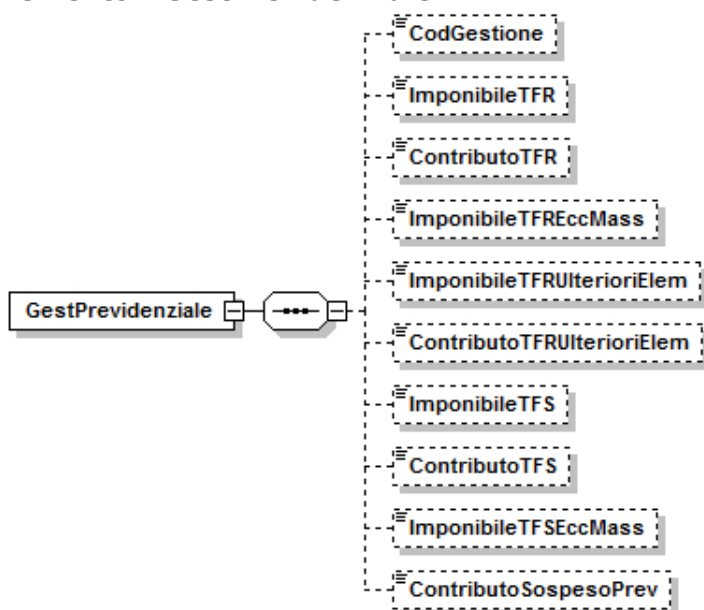 CodGestione
ImponibileTFR
ContributoTFR
ImponibileTFREccMass
ImponibileTFRUlterioriElem
GestPrevidenziale
ContributoTFRUlterioriElem
ImponibileTFS
ContributoTFS
ImponibileTFSEccMass
ContributoSospesoPrev